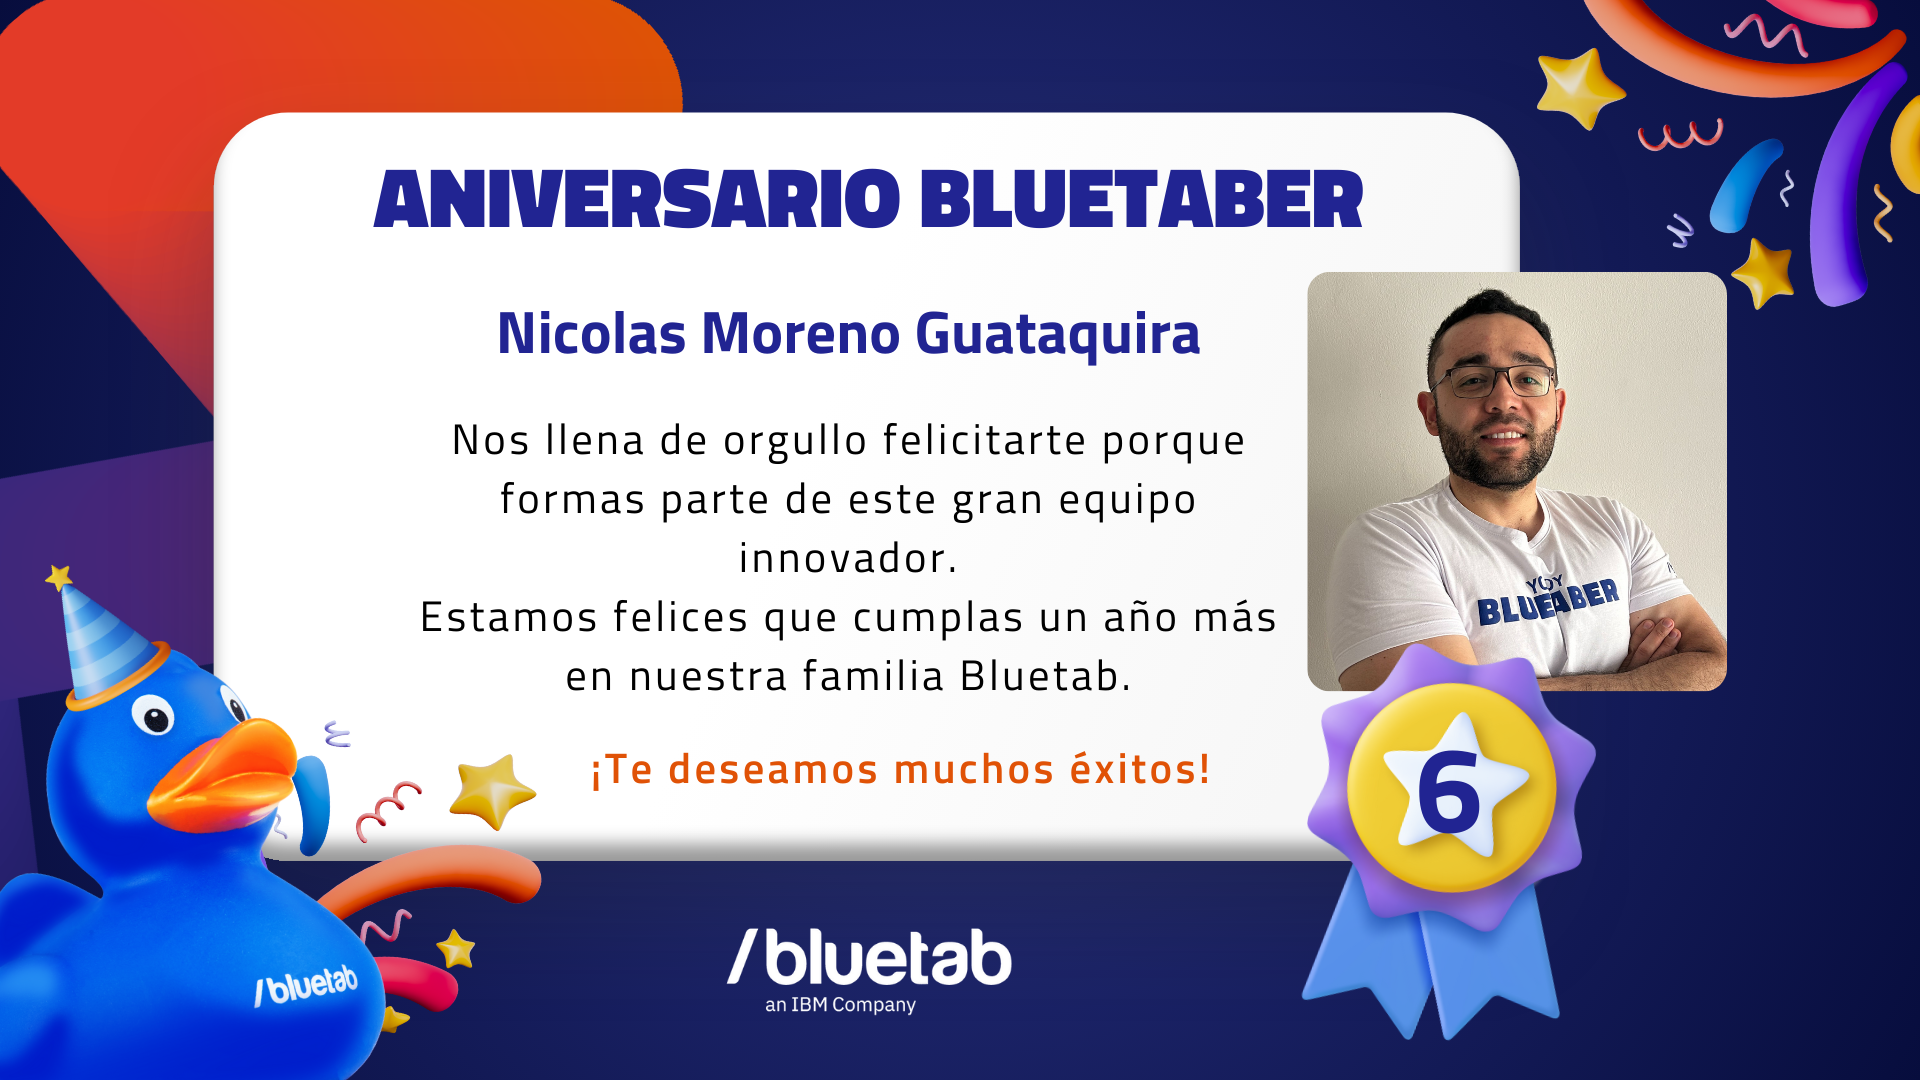 ANIVERSARIO BLUETABER
Nicolas Moreno Guataquira
Nos llena de orgullo felicitarte porque
formas parte de este gran equipo
innovador.
Estamos felices que cumplas un año más
en nuestra familia Bluetab.
¡Te deseamos muchos éxitos!
6
/bluetab
/bluetab
an IBM Company